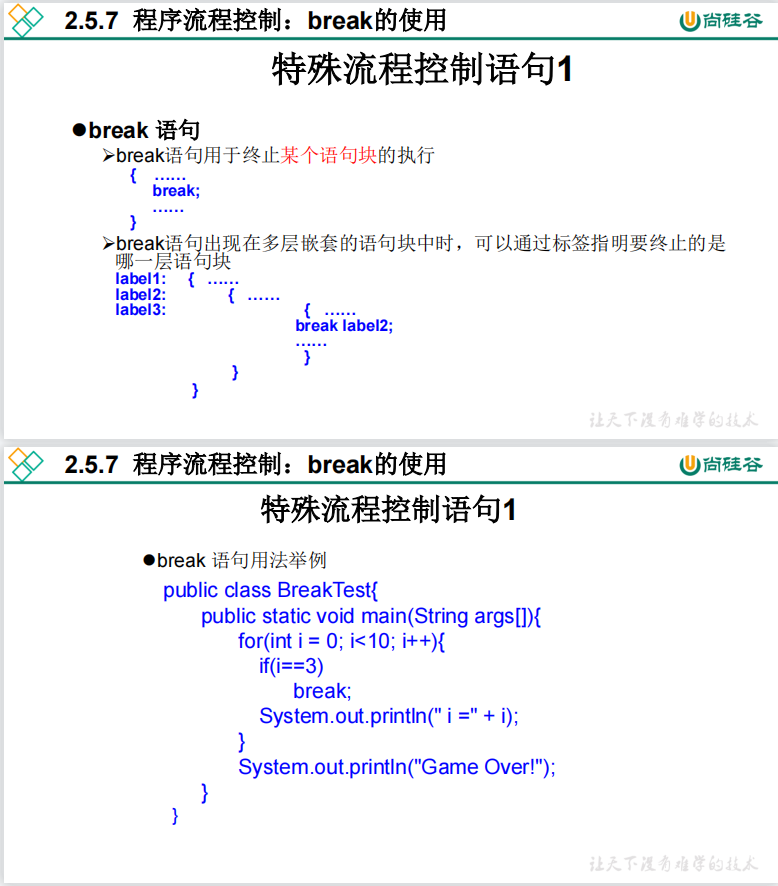 2.5.7 程序流程控制：break的使用
尚硅谷
特殊流程控制语句1
●break 语句
➢break语句用于终止某个语句块的执行
{ ……
break;
……
}
➢break语句出现在多层嵌套的语句块中时，可以通过标签指明要终止的是
哪一层语句块
label1: { ……
label2: { ……
label3: { ……
break label2;
……
}
}
}
让天下没有难学的技术
2.5.7 程序流程控制：break的使用
尚硅谷
特殊流程控制语句1
●break 语句用法举例
public class BreakTest{
public static void main(String args[]){
for(int i = 0; i<10; i++){
if(i==3)
break;
System.out.println(" i =" + i);
}
System.out.println("Game Over!");
}
}
让天下没有难学的技术